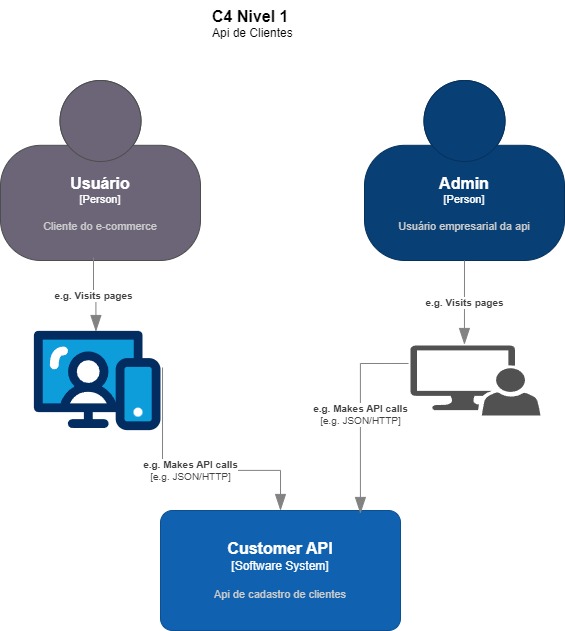 C4 Nivel 1
Api de Clientes
Usuário
[Person]
Cliente do e-commerce
Admin
[Person]
Usuário empresarial da api
e.g. Visits pages
e.g. Visits pages
e.g. Makes API calls
[e.g. JSON/HTTP]
e.g. Makes API calls
[e.g. JSON/HTTP]
Customer API
[Software System]
Api de cadastro de clientes